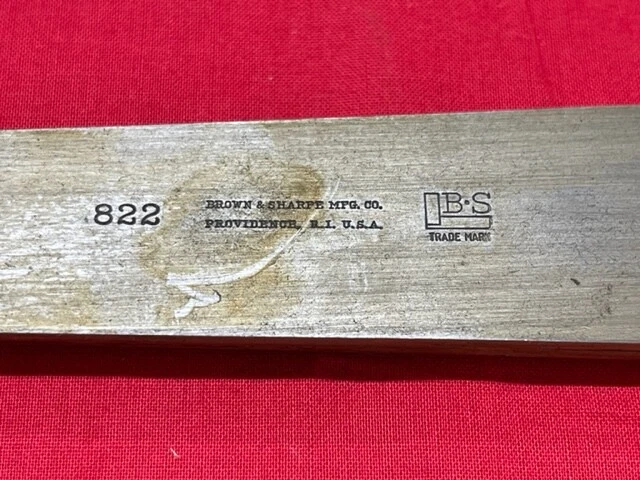 822
BROWN & SHARPE MFG. CO.
PROVIDENCE, R.I. U.S.A.
B·S
TRADE MARK